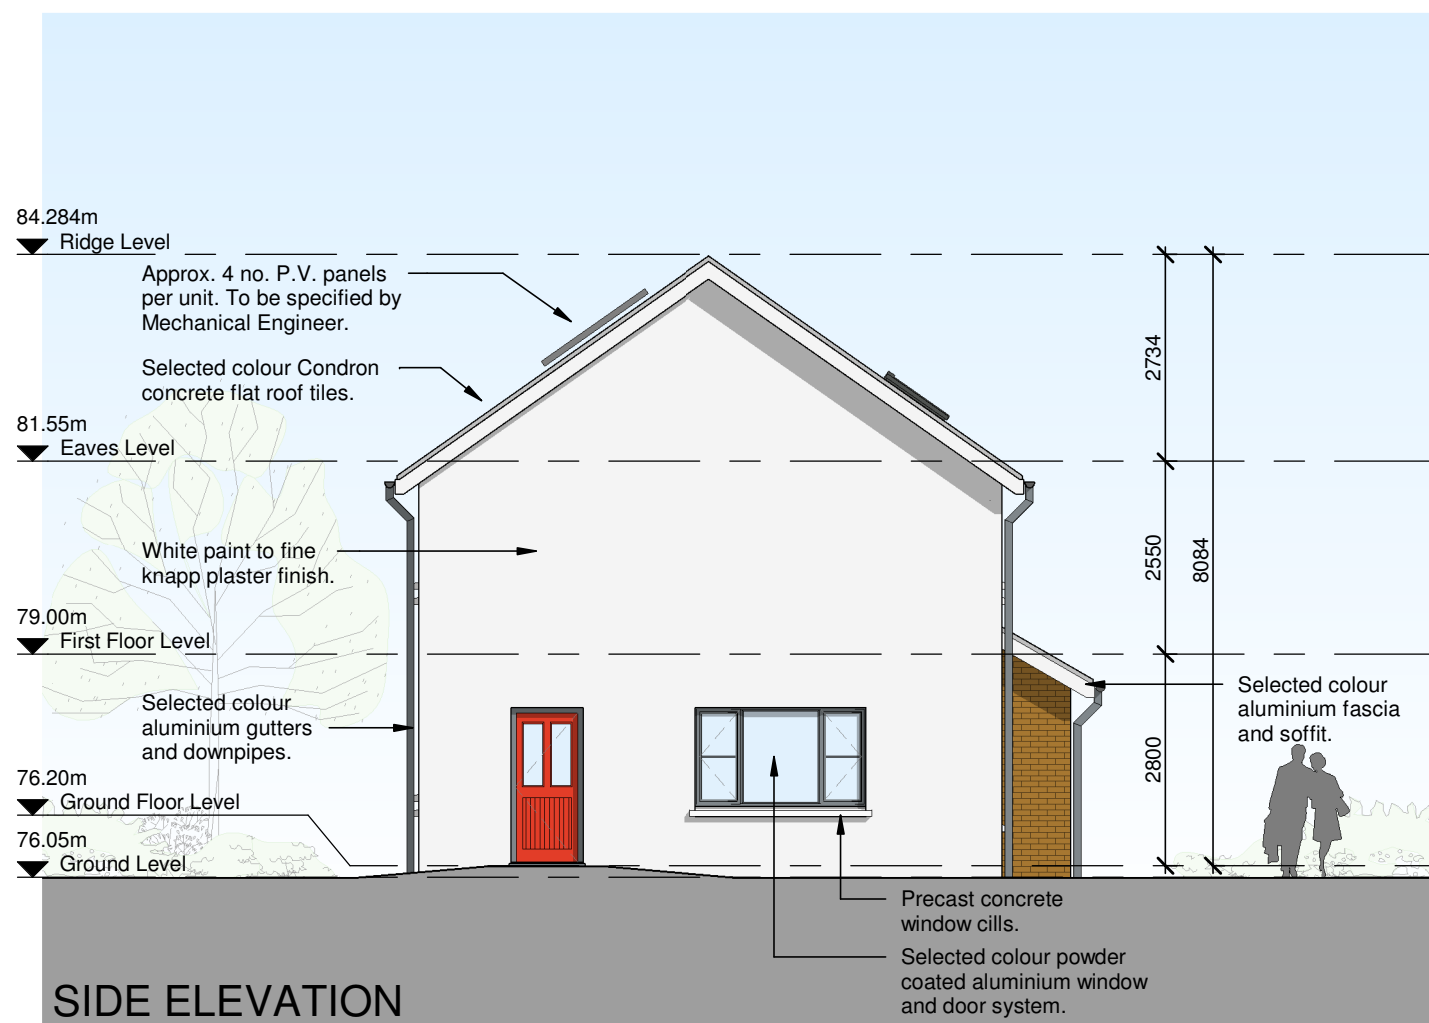 84.284m
Ridge Level
Approx. 4 no. P.V. panels
per unit. To be specified by
Mechanical Engineer.
Selected colour Condron
concrete flat roof tiles.
81.55m
Eaves Level
White paint to fine
knapp plaster finish.
79.00m
First Floor Level
Selected colour
aluminium gutters
and downpipes.
76.20m
Ground Floor Level
76.05m
Ground Level
2734
2550
8084
2800
Selected colour
aluminium fascia
and soffit.
Precast concrete
window cills.
Selected colour powder
coated aluminium window
and door system.
SIDE ELEVATION